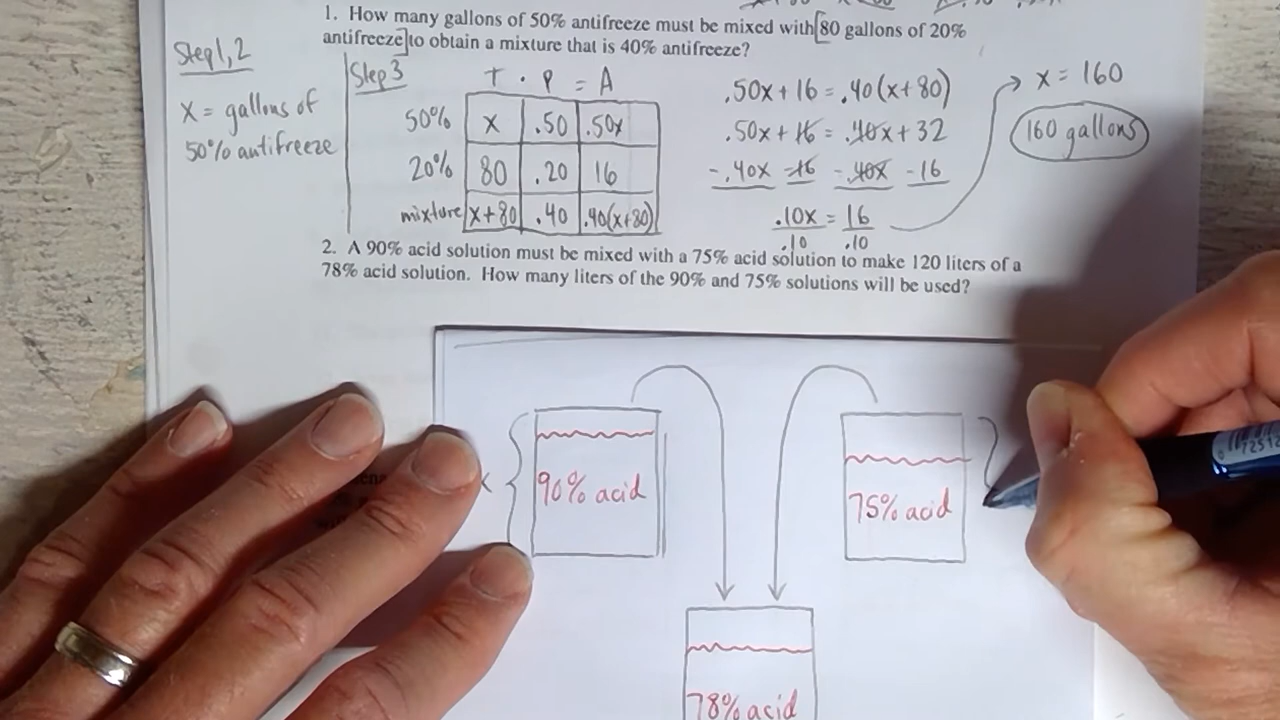 1. How many gallons of 50% antifreeze must be mixed with [80 gallons of 20%
antifreeze] to obtain a mixture that is 40% antifreeze?
Step 1, 2
x = gallons of
50% antifreeze
Step 3
T · P = A
50% x .50 .50x
20% 80 .20 16
mixture x+80 .40 .40(x+80)
.50x + 16 = .40(x+80)
.50x + 16 = .40x + 32
-.40x -16 -.40x -16
.10x = 16
.10 .10
x = 160
160 gallons
2. A 90% acid solution must be mixed with a 75% acid solution to make 120 liters of a
78% acid solution. How many liters of the 90% and 75% solutions will be used?
90% acid
75% acid
78% acid